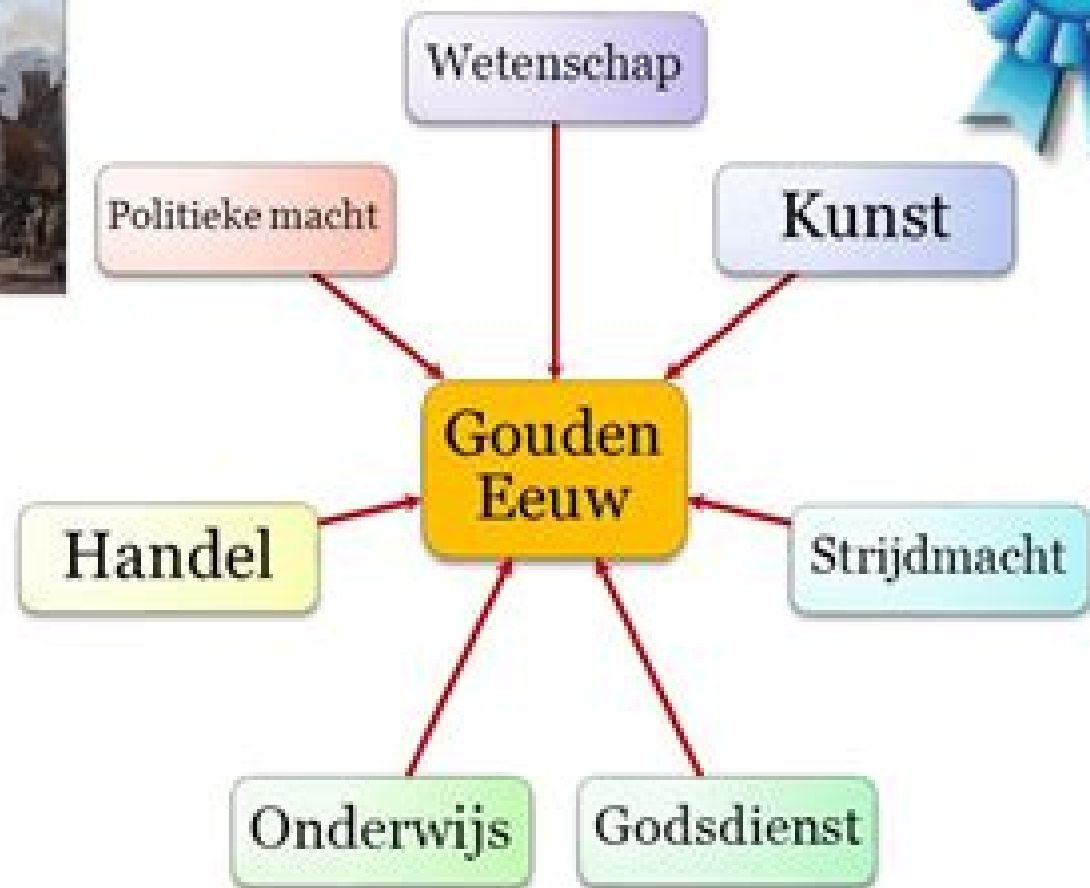 Wetenschap
Politieke macht
Kunst
Gouden
Eeuw
Handel
Strijdmacht
Onderwijs
Godsdienst